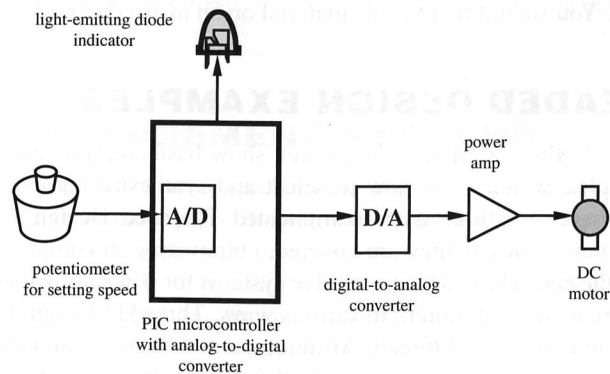 light-emitting diode
indicator
power
amp
A/D
D/A
potentiometer
for setting speed
digital-to-analog
converter
DC
motor
PIC microcontroller
with analog-to-digital
converter